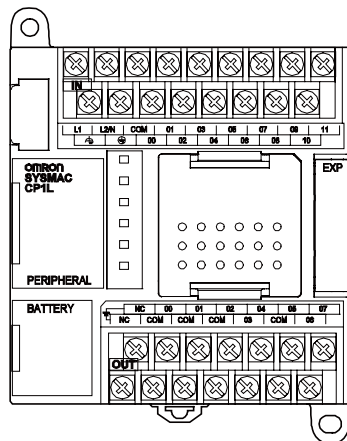 IN
L1 L2/N COM 01 03 05 07 09 11
00 02 04 06 08 10
OMRON
SYSMAC
CP1L
EXP
PERIPHERAL
BATTERY
NC 00 01 02 04 05 07
NC COM COM COM 03 COM 06
OUT